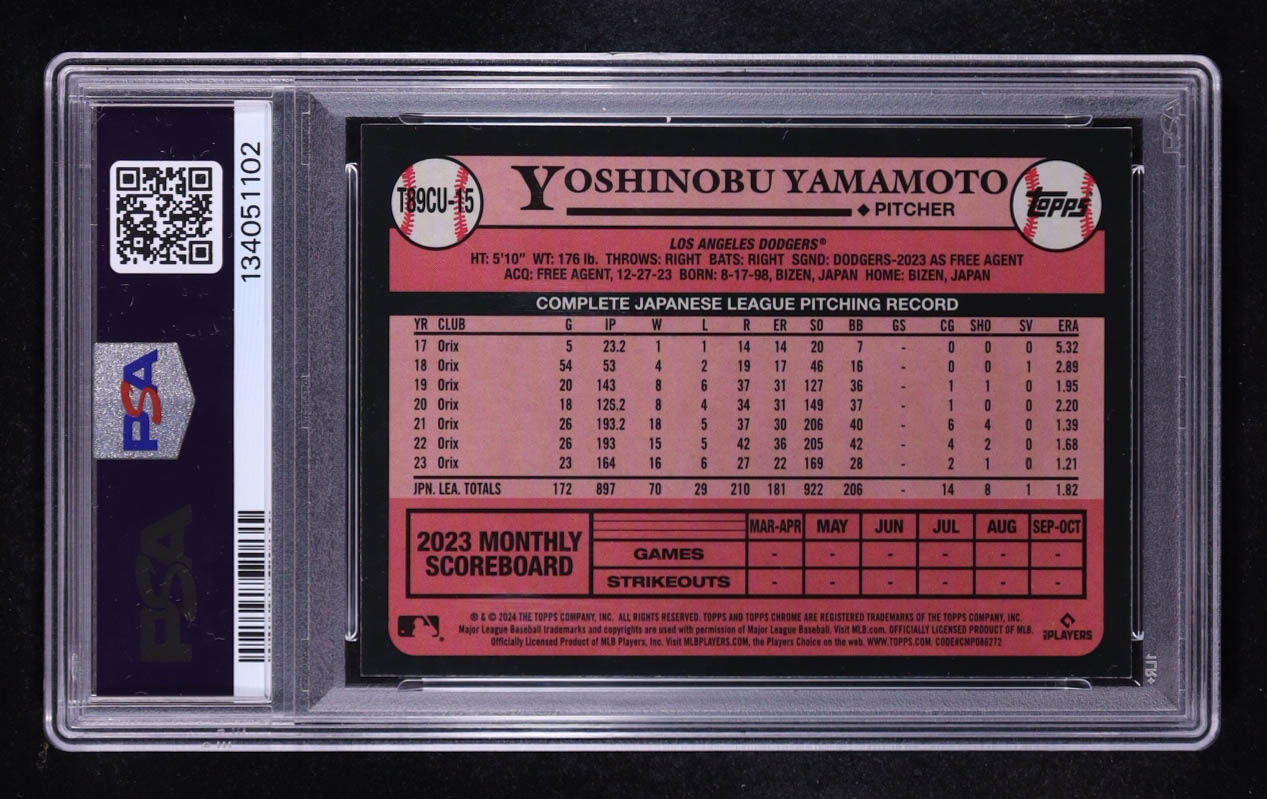 134051102
PSA
PSA
T89CU-15
YOSHINOBU YAMAMOTO
◆ PITCHER
Topps
LOS ANGELES DODGERS®
HT: 5'10" WT: 176 lb. THROWS: RIGHT BATS: RIGHT SGND: DODGERS-2023 AS FREE AGENT
ACQ: FREE AGENT, 12-27-23 BORN: 8-17-98, BIZEN, JAPAN HOME: BIZEN, JAPAN
COMPLETE JAPANESE LEAGUE PITCHING RECORD
YR CLUB G IP W L R ER SO BB GS CG SHO SV ERA
17 Orix 5 23.2 1 1 14 14 20 7 - 0 0 0 5.32
18 Orix 54 53 4 2 19 17 46 16 - 0 0 1 2.89
19 Orix 20 143 8 6 37 31 127 36 - 1 1 0 1.95
20 Orix 18 126.2 8 4 34 31 149 37 - 1 0 0 2.20
21 Orix 26 193.2 18 5 37 30 206 40 - 6 4 0 1.39
22 Orix 26 193 15 5 42 36 205 42 - 4 2 0 1.68
23 Orix 23 164 16 6 27 22 169 28 - 2 1 0 1.21
JPN. LEA. TOTALS 172 897 70 29 210 181 922 206 - 14 8 1 1.82
2023 MONTHLY
SCOREBOARD
MAR-APR MAY JUN JUL AUG SEP-OCT
GAMES - - - - - -
STRIKEOUTS - - - - - -
® & © 2024 THE TOPPS COMPANY, INC. ALL RIGHTS RESERVED. TOPPS AND TOPPS CHROME ARE REGISTERED TRADEMARKS OF THE TOPPS COMPANY, INC.
Major League Baseball trademarks and copyrights are used with permission of Major League Baseball. Visit MLB.com. OFFICIALLY LICENSED PRODUCT OF MLB.
Officially Licensed Product of MLB Players, Inc. Visit MLBPLAYERS.COM, the Players Choice on the web. WWW.TOPPS.COM. CODE#CMP088272
PLAYERS
1LR+
PSA